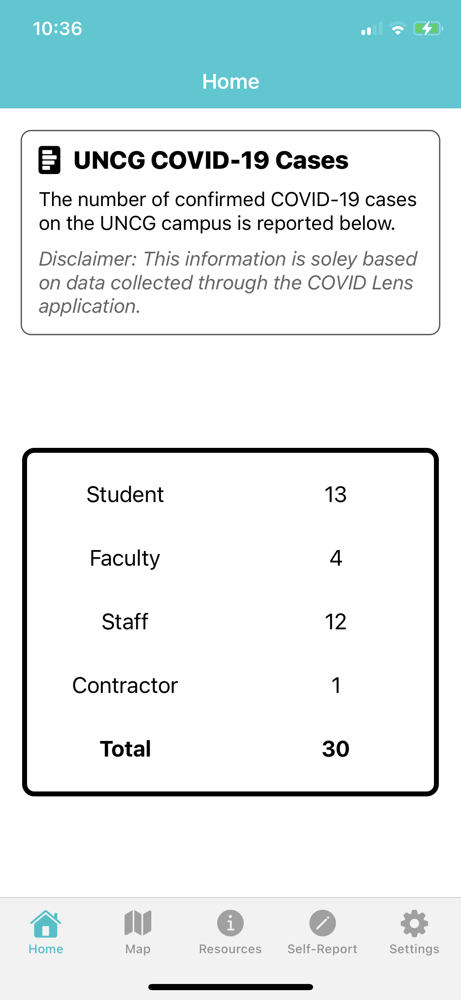 10:36
Home
UNCG COVID-19 Cases
The number of confirmed COVID-19 cases
on the UNCG campus is reported below.
Disclaimer: This information is soley based
on data collected through the COVID Lens
application.
Student 13
Faculty 4
Staff 12
Contractor 1
Total 30
Home Map Resources Self-Report Settings